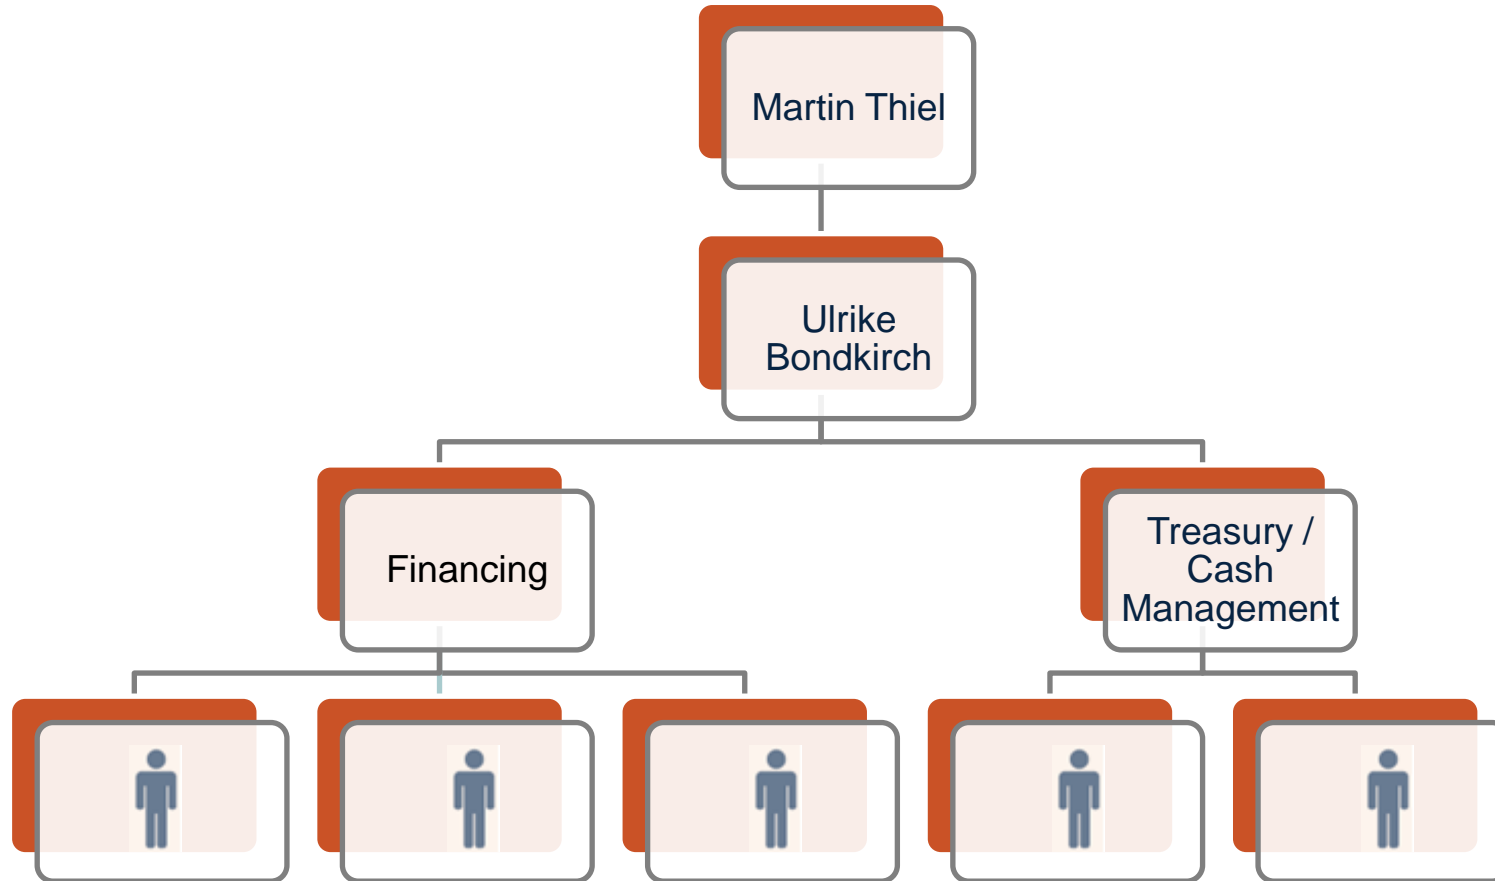 Martin Thiel
Ulrike
Bondkirch
Financing
Treasury /
Cash
Management